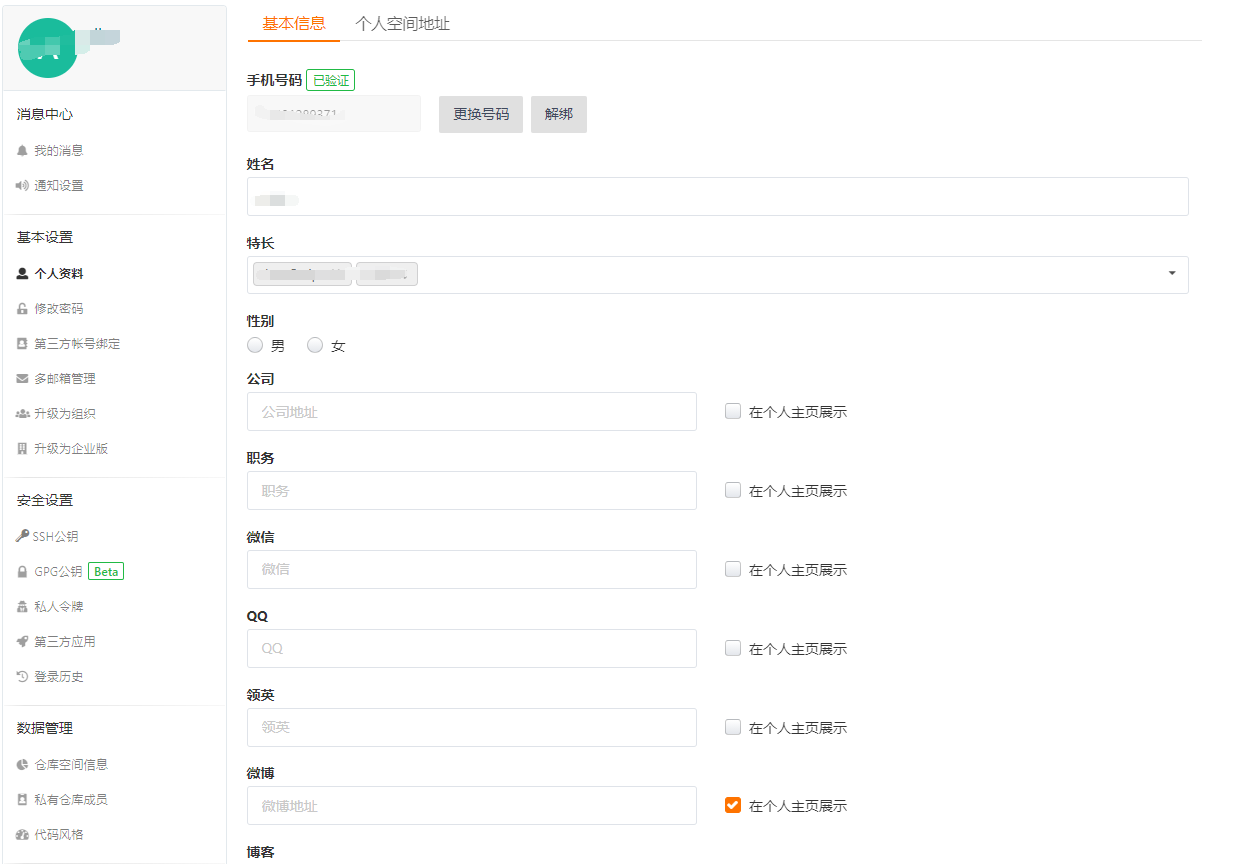 消息中心
我的消息
通知设置
基本设置
个人资料
修改密码
第三方帐号绑定
多邮箱管理
升级为组织
升级为企业版
安全设置
SSH公钥
GPG公钥 Beta
私人令牌
第三方应用
登录历史
数据管理
仓库空间信息
私有仓库成员
代码风格
基本信息 个人空间地址
手机号码 已验证
更换号码 解绑
姓名
特长
性别
男 女
公司
公司地址 在个人主页展示
职务
职务 在个人主页展示
微信
微信 在个人主页展示
QQ
QQ 在个人主页展示
领英
领英 在个人主页展示
微博
微博地址 在个人主页展示
博客